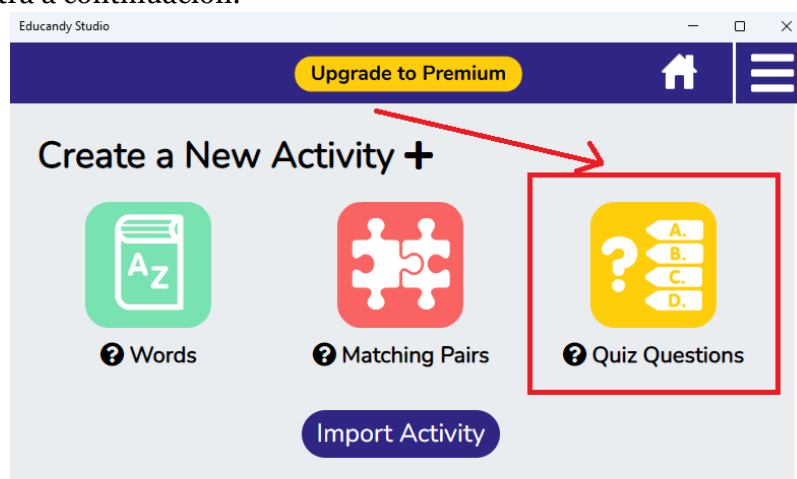 Educandy Studio
Upgrade to Premium
Create a New Activity +
A Z
? A. B. C. D.
? Words
? Matching Pairs
? Quiz Questions
Import Activity